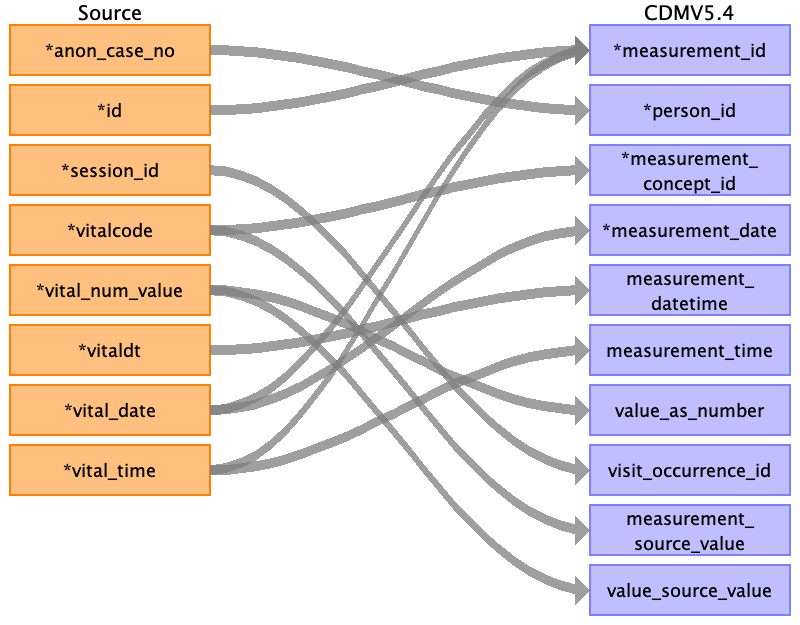 Source
CDMV5.4
*anon_case_no
*measurement_id
*id
*person_id
*session_id
*measurement_
concept_id
*vitalcode
*measurement_date
*vital_num_value
measurement_
datetime
*vitaldt
measurement_time
*vital_date
value_as_number
*vital_time
visit_occurrence_id
measurement_
source_value
value_source_value